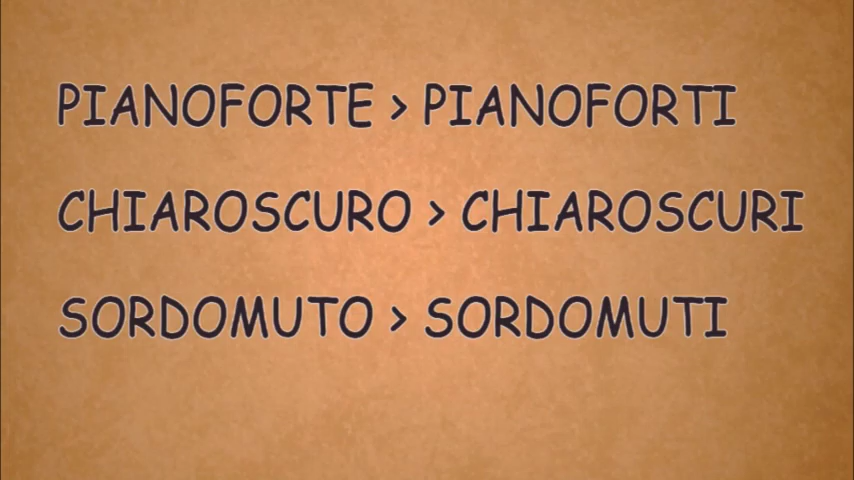 PIANOFORTE > PIANOFORTI
CHIAROSCURO > CHIAROSCURI
SORDOMUTO > SORDOMUTI